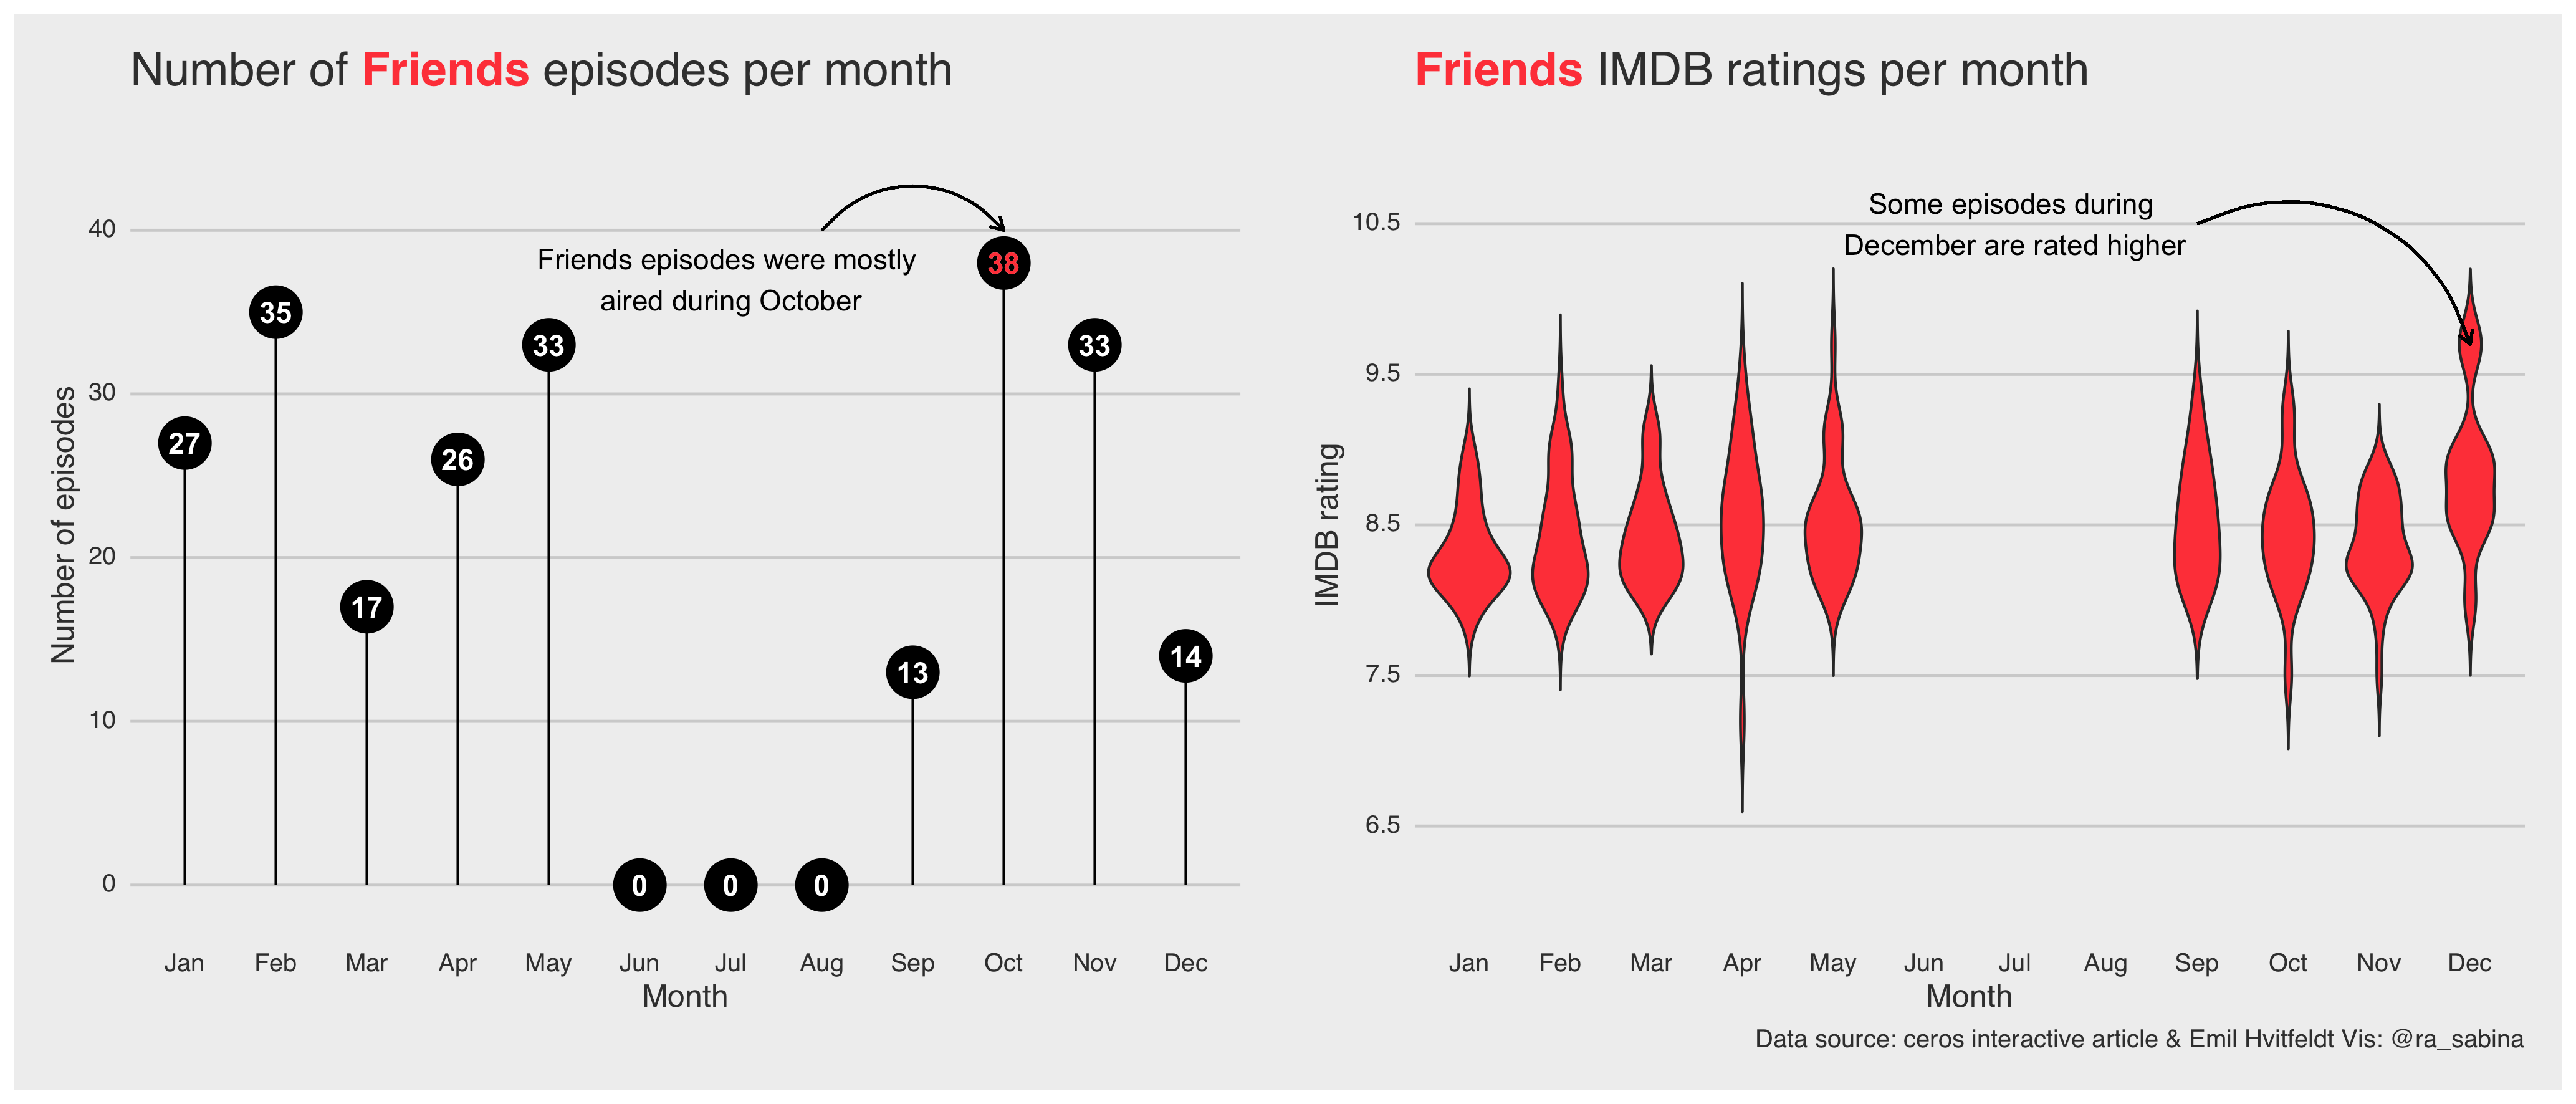 Number of Friends episodes per month
40
30
20
10
0
Number of episodes
Friends episodes were mostly
aired during October
27
35
17
26
33
0
0
0
13
38
33
14
Jan Feb Mar Apr May Jun Jul Aug Sep Oct Nov Dec
Month
Friends IMDB ratings per month
10.5
9.5
8.5
7.5
6.5
IMDB rating
Some episodes during
December are rated higher
Jan Feb Mar Apr May Jun Jul Aug Sep Oct Nov Dec
Month
Data source: ceros interactive article & Emil Hvitfeldt Vis: @ra_sabina